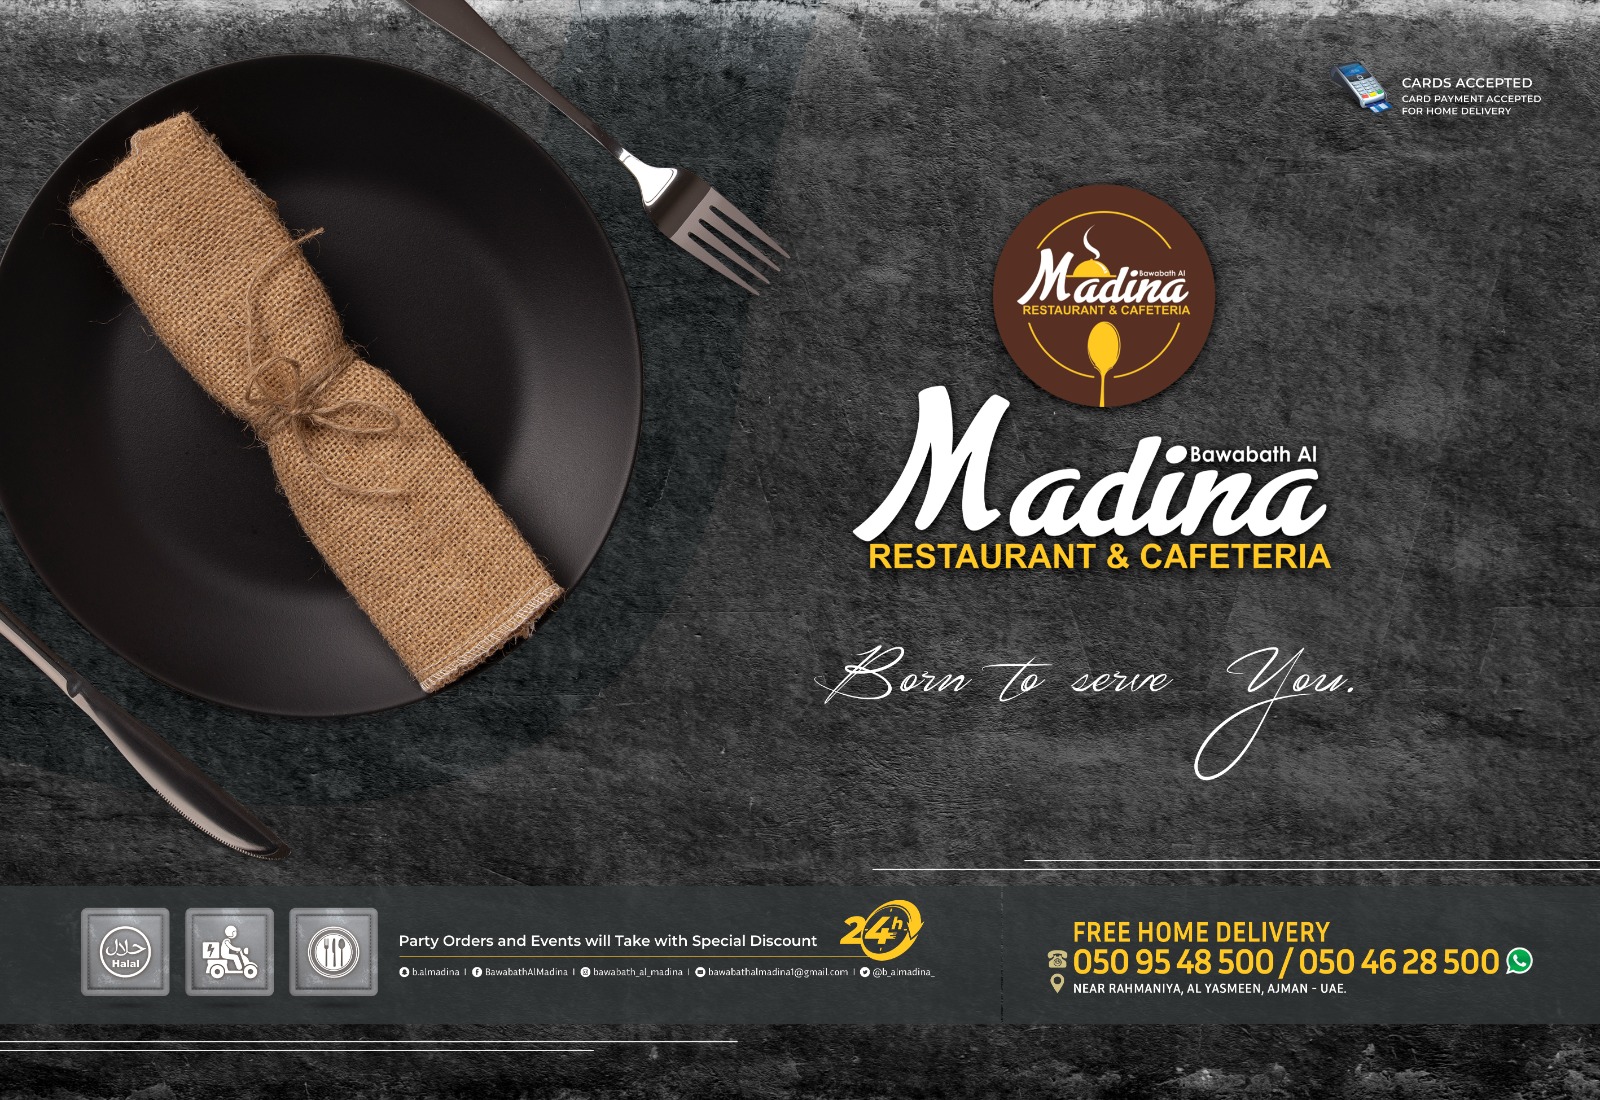 CARDS ACCEPTED
CARD PAYMENT ACCEPTED
FOR HOME DELIVERY
Bawabath Al
Madina
RESTAURANT & CAFETERIA
Bawabath Al
Madina
RESTAURANT & CAFETERIA
Born to serve You.
حلال
Halal
Party Orders and Events will Take with Special Discount
24h
b.almadina | BawabathAlMadina | bawabath_al_madina | bawabathalmadina1@gmail.com | @b_almadina_
FREE HOME DELIVERY
050 95 48 500 / 050 46 28 500
NEAR RAHMANIYA, AL YASMEEN, AJMAN - UAE.